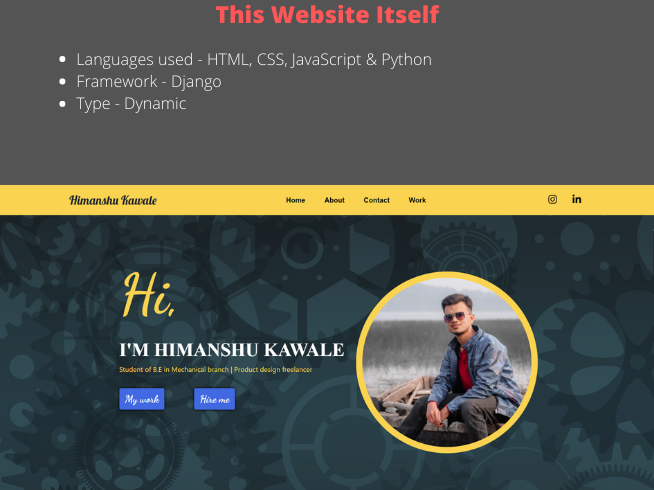 This Website Itself
Languages used - HTML, CSS, JavaScript & Python
Framework - Django
Type - Dynamic
Himanshu Kawale
Home About Contact Work
Hi,
I'M HIMANSHU KAWALE
Student of B.E in Mechanical branch | Product design freelancer
My work Hire me